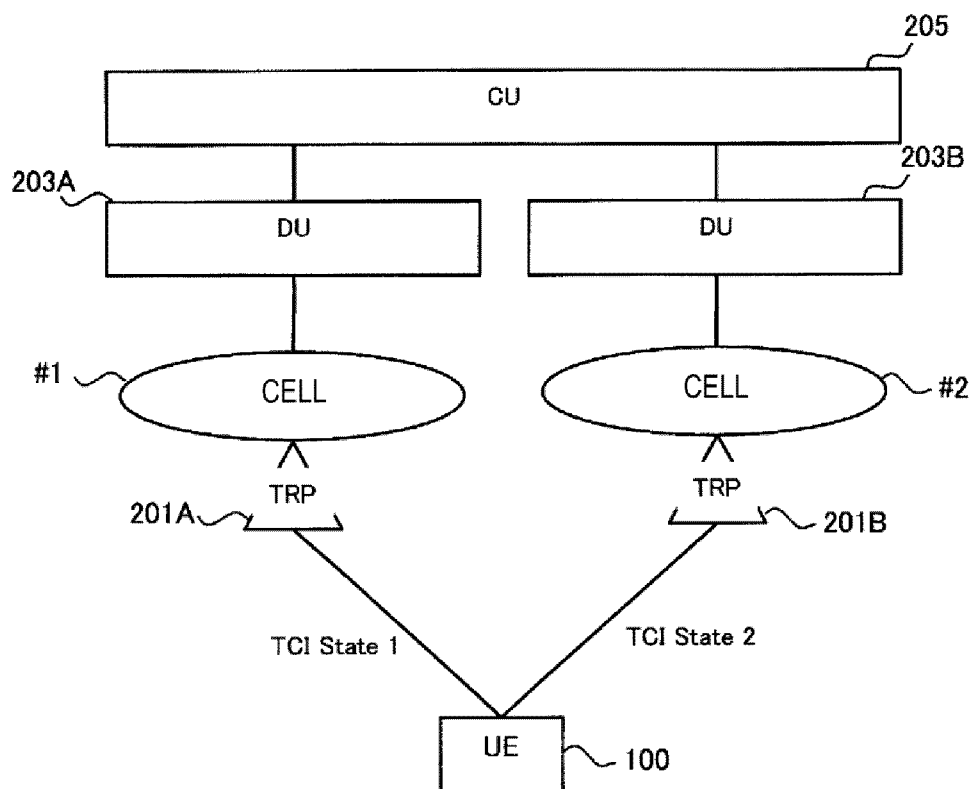 205
CU
203A
203B
DU
DU
#1
CELL
CELL
#2
TRP
TRP
201A
201B
TCI State 1
TCI State 2
UE
100